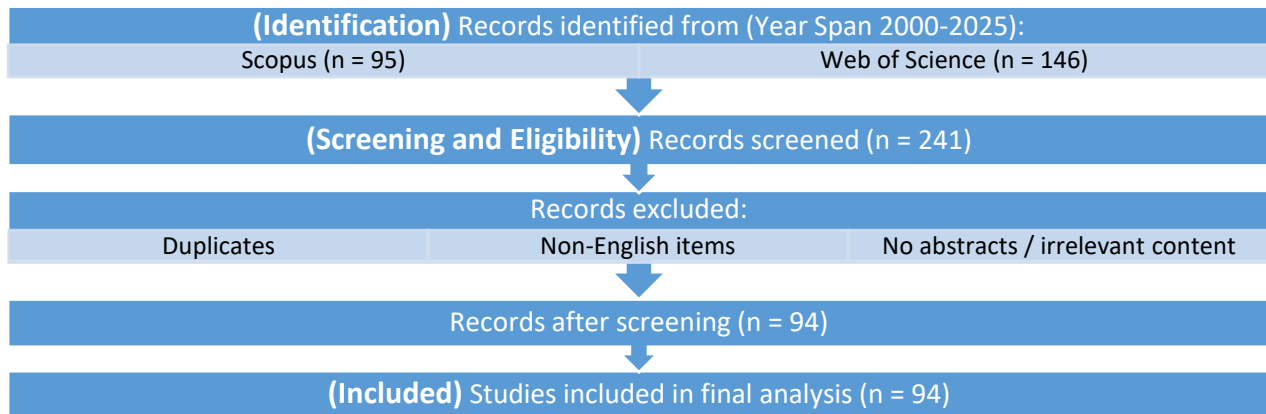 (Identification) Records identified from (Year Span 2000-2025):
Scopus (n = 95)
Web of Science (n = 146)
(Screening and Eligibility) Records screened (n = 241)
Records excluded:
Duplicates
Non-English items
No abstracts / irrelevant content
Records after screening (n = 94)
(Included) Studies included in final analysis (n = 94)